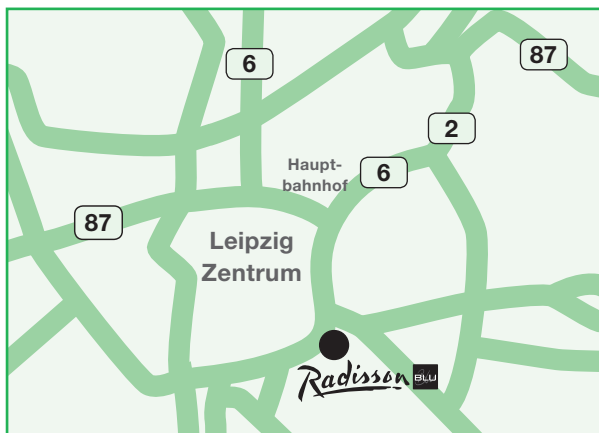 87
6
2
Haupt-
bahnhof
6
87
Leipzig
Zentrum
Radisson BLU